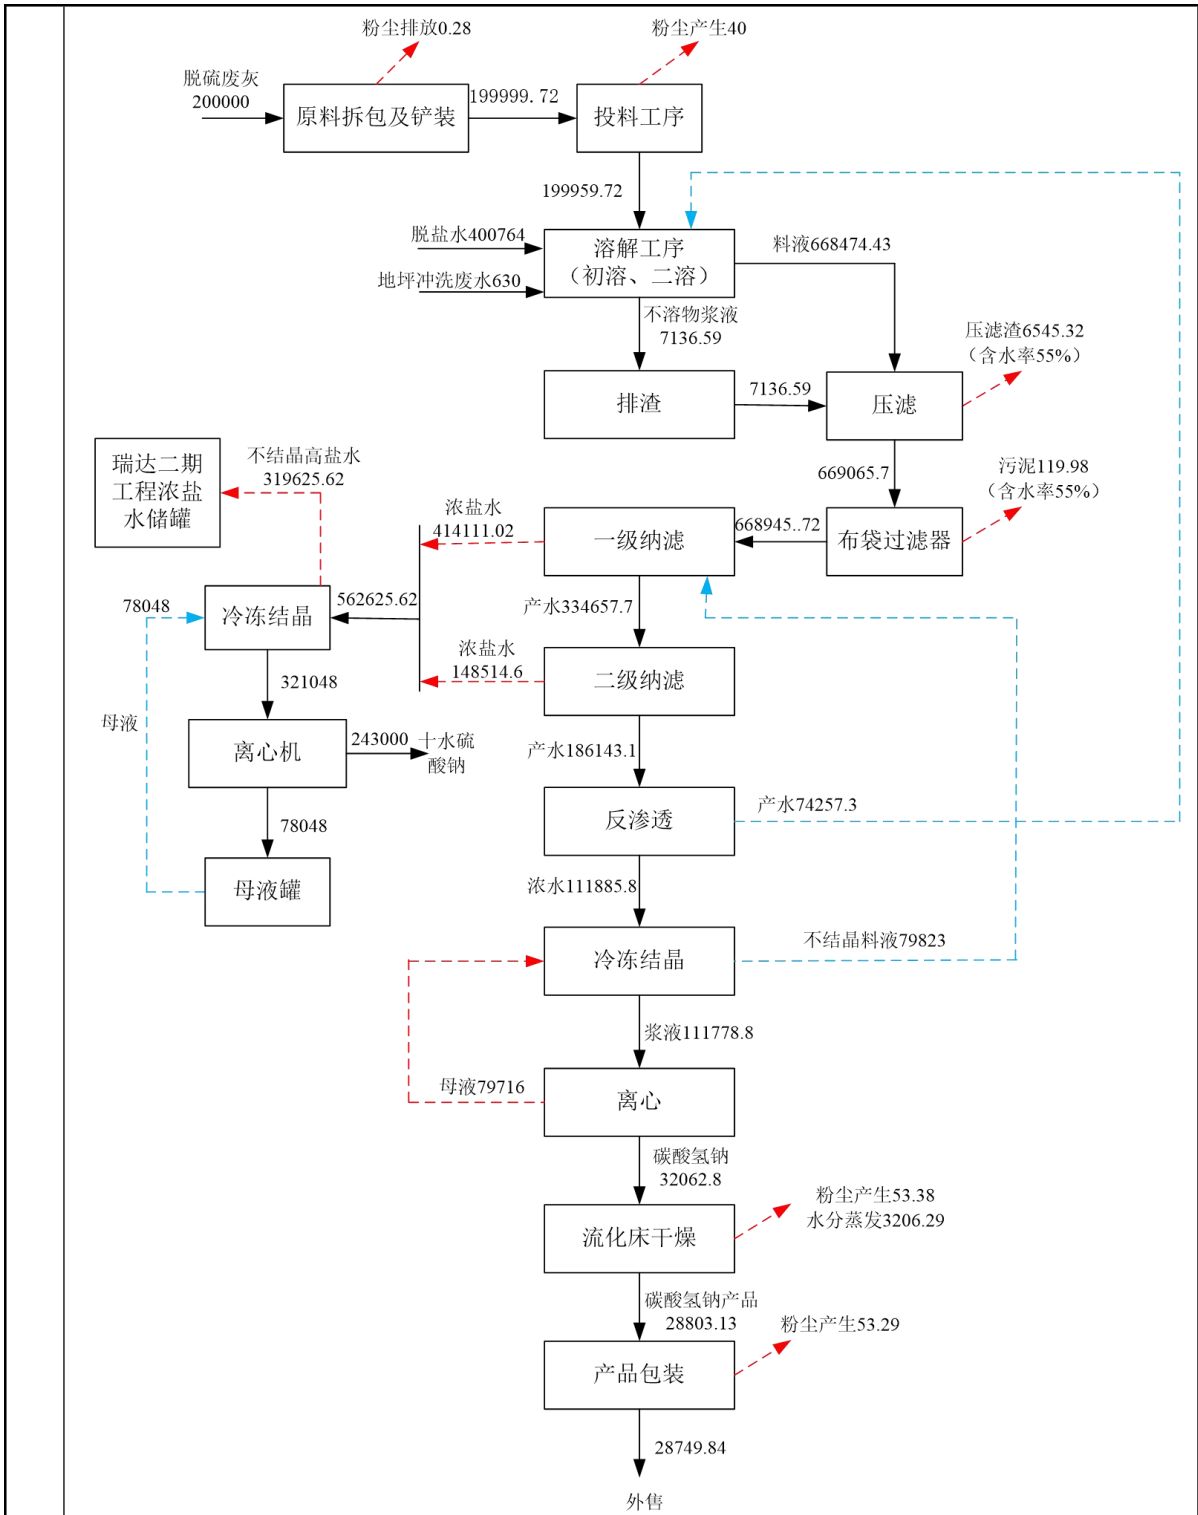 粉尘排放0.28
粉尘产生40
脱硫废灰
200000
原料拆包及铲装
199999.72
投料工序
199959.72
脱盐水400764
地坪冲洗废水630
溶解工序
（初溶、二溶）
料液668474.43
不溶物浆液
7136.59
压滤渣6545.32
（含水率55%）
排渣
7136.59
压滤
瑞达二期
工程浓盐
水储罐
不结晶高盐水
319625.62
669065.7
污泥119.98
（含水率55%）
浓盐水
414111.02
一级纳滤
668945..72
布袋过滤器
78048
冷冻结晶
562625.62
产水334657.7
浓盐水
148514.6
二级纳滤
321048
母液
离心机
243000
十水硫
酸钠
产水186143.1
78048
反渗透
产水74257.3
母液罐
浓水111885.8
冷冻结晶
不结晶料液79823
浆液111778.8
母液79716
离心
碳酸氢钠
32062.8
流化床干燥
粉尘产生53.38
水分蒸发3206.29
碳酸氢钠产品
28803.13
粉尘产生53.29
产品包装
28749.84
外售